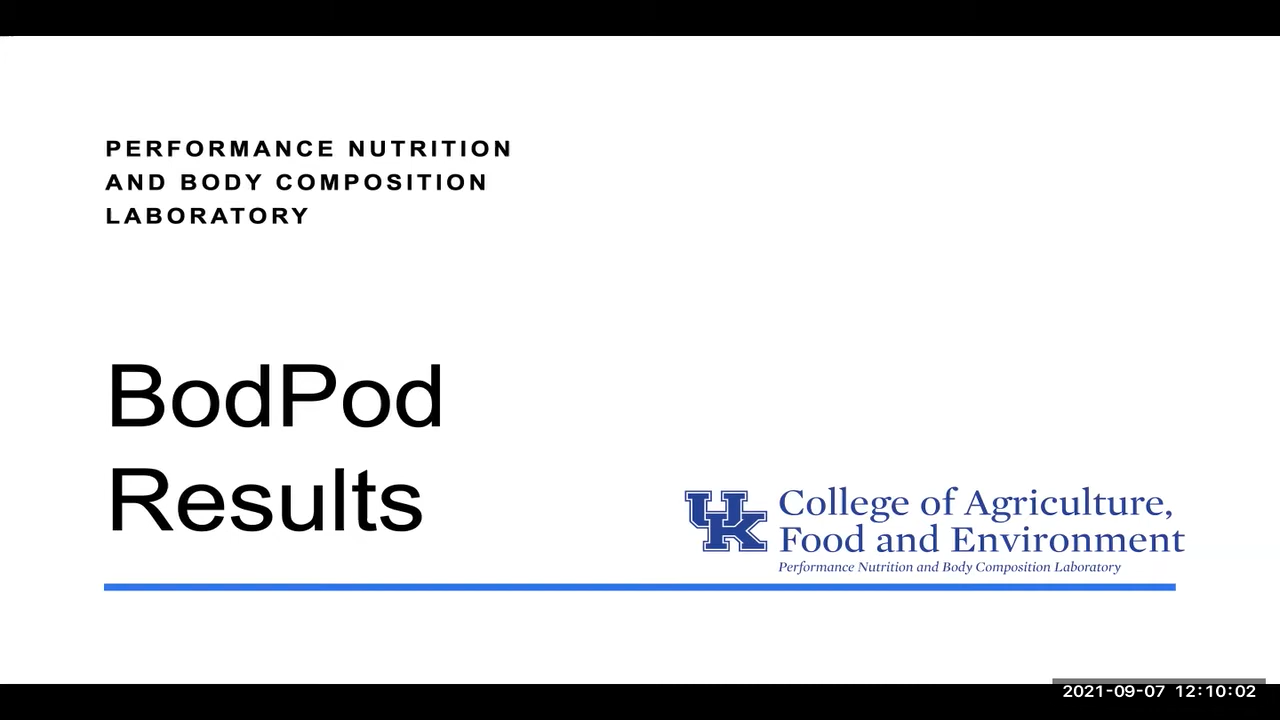 PERFORMANCE NUTRITION
AND BODY COMPOSITION
LABORATORY
BodPod
Results
UK
College of Agriculture,
Food and Environment
Performance Nutrition and Body Composition Laboratory
2021-09-07 12:10:02